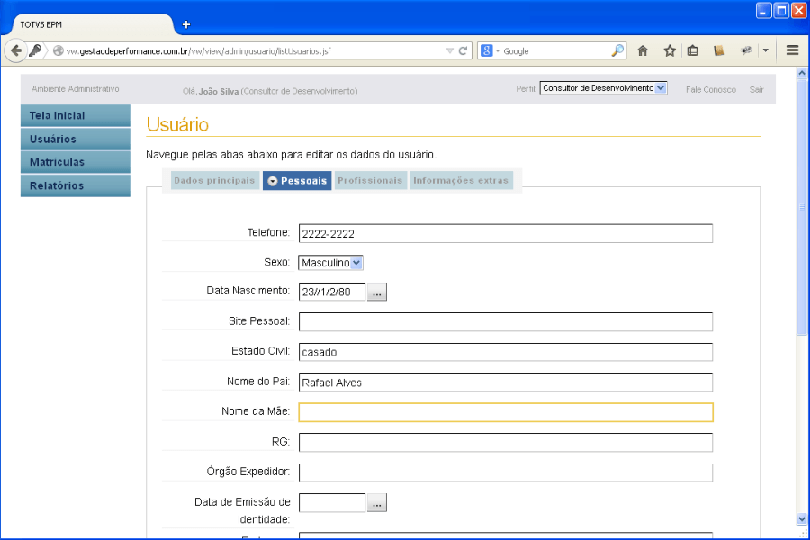 TOTVS EPM
.gestaodeperformance.com.br/vw/view/admin/usuario/listUsuarios.js
Google
Ambiente Administrativo
Olá, João Silva (Consultor de Desenvolvimento)
Perfil: Consultor de Desenvolvimento
Fale Conosco
Sair
Tela Inicial
Usuários
Matrículas
Relatórios
Usuário
Navegue pelas abas abaixo para editar os dados do usuário.
Dados principais
Pessoais
Profissionais
Informações extras
Telefone: 2222-2222
Sexo: Masculino
Data Nascimento: 23//1/2/80 ...
Site Pessoal:
Estado Civil: casado
Nome do Pai: Rafael Alves
Nome da Mãe:
RG:
Órgão Expedidor:
Data de Emissão de ...
identidade: